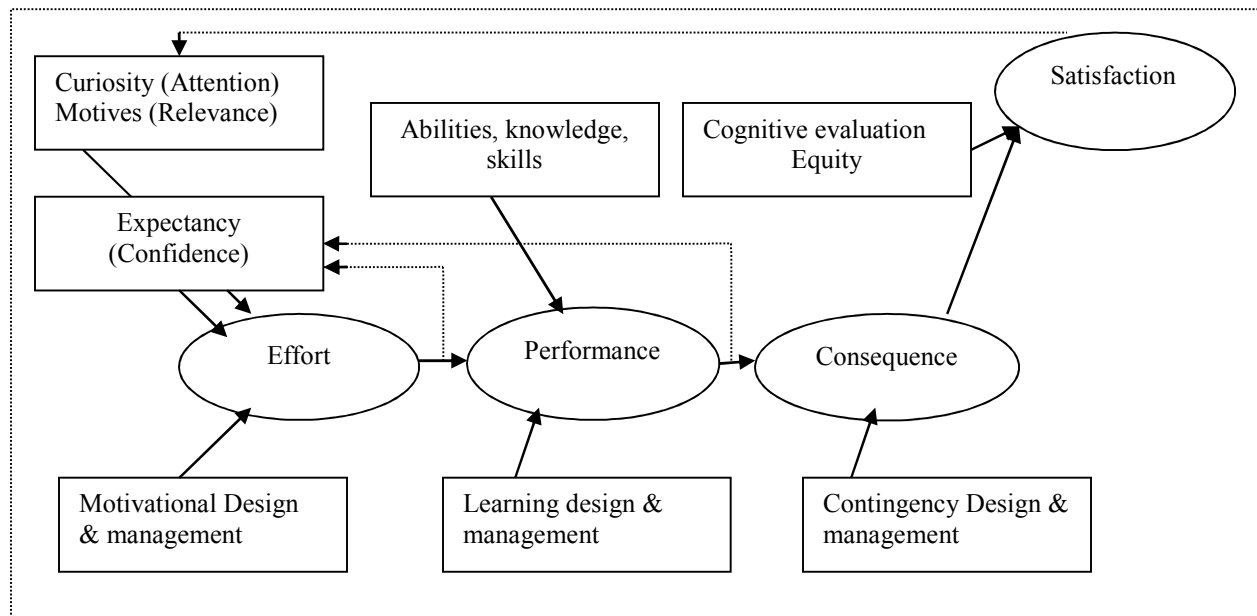 Curiosity (Attention)
Motives (Relevance)
Satisfaction
Abilities, knowledge,
skills
Cognitive evaluation
Equity
Expectancy
(Confidence)
Effort
Performance
Consequence
Motivational Design
& management
Learning design &
management
Contingency Design &
management